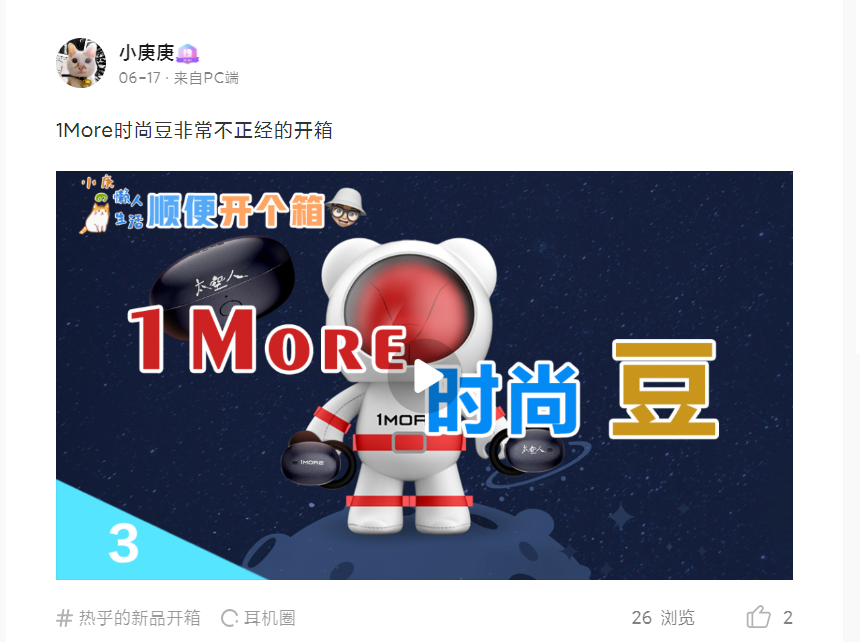 小庚庚
06-17 · 来自PC端
1More时尚豆非常不正经的开箱
小庚
懒人
生活
顺便开个箱
太空人
1MORE
时尚 豆
1MOR
1MORE
太空人
3
# 热乎的新品开箱 耳机圈
26 浏览 2